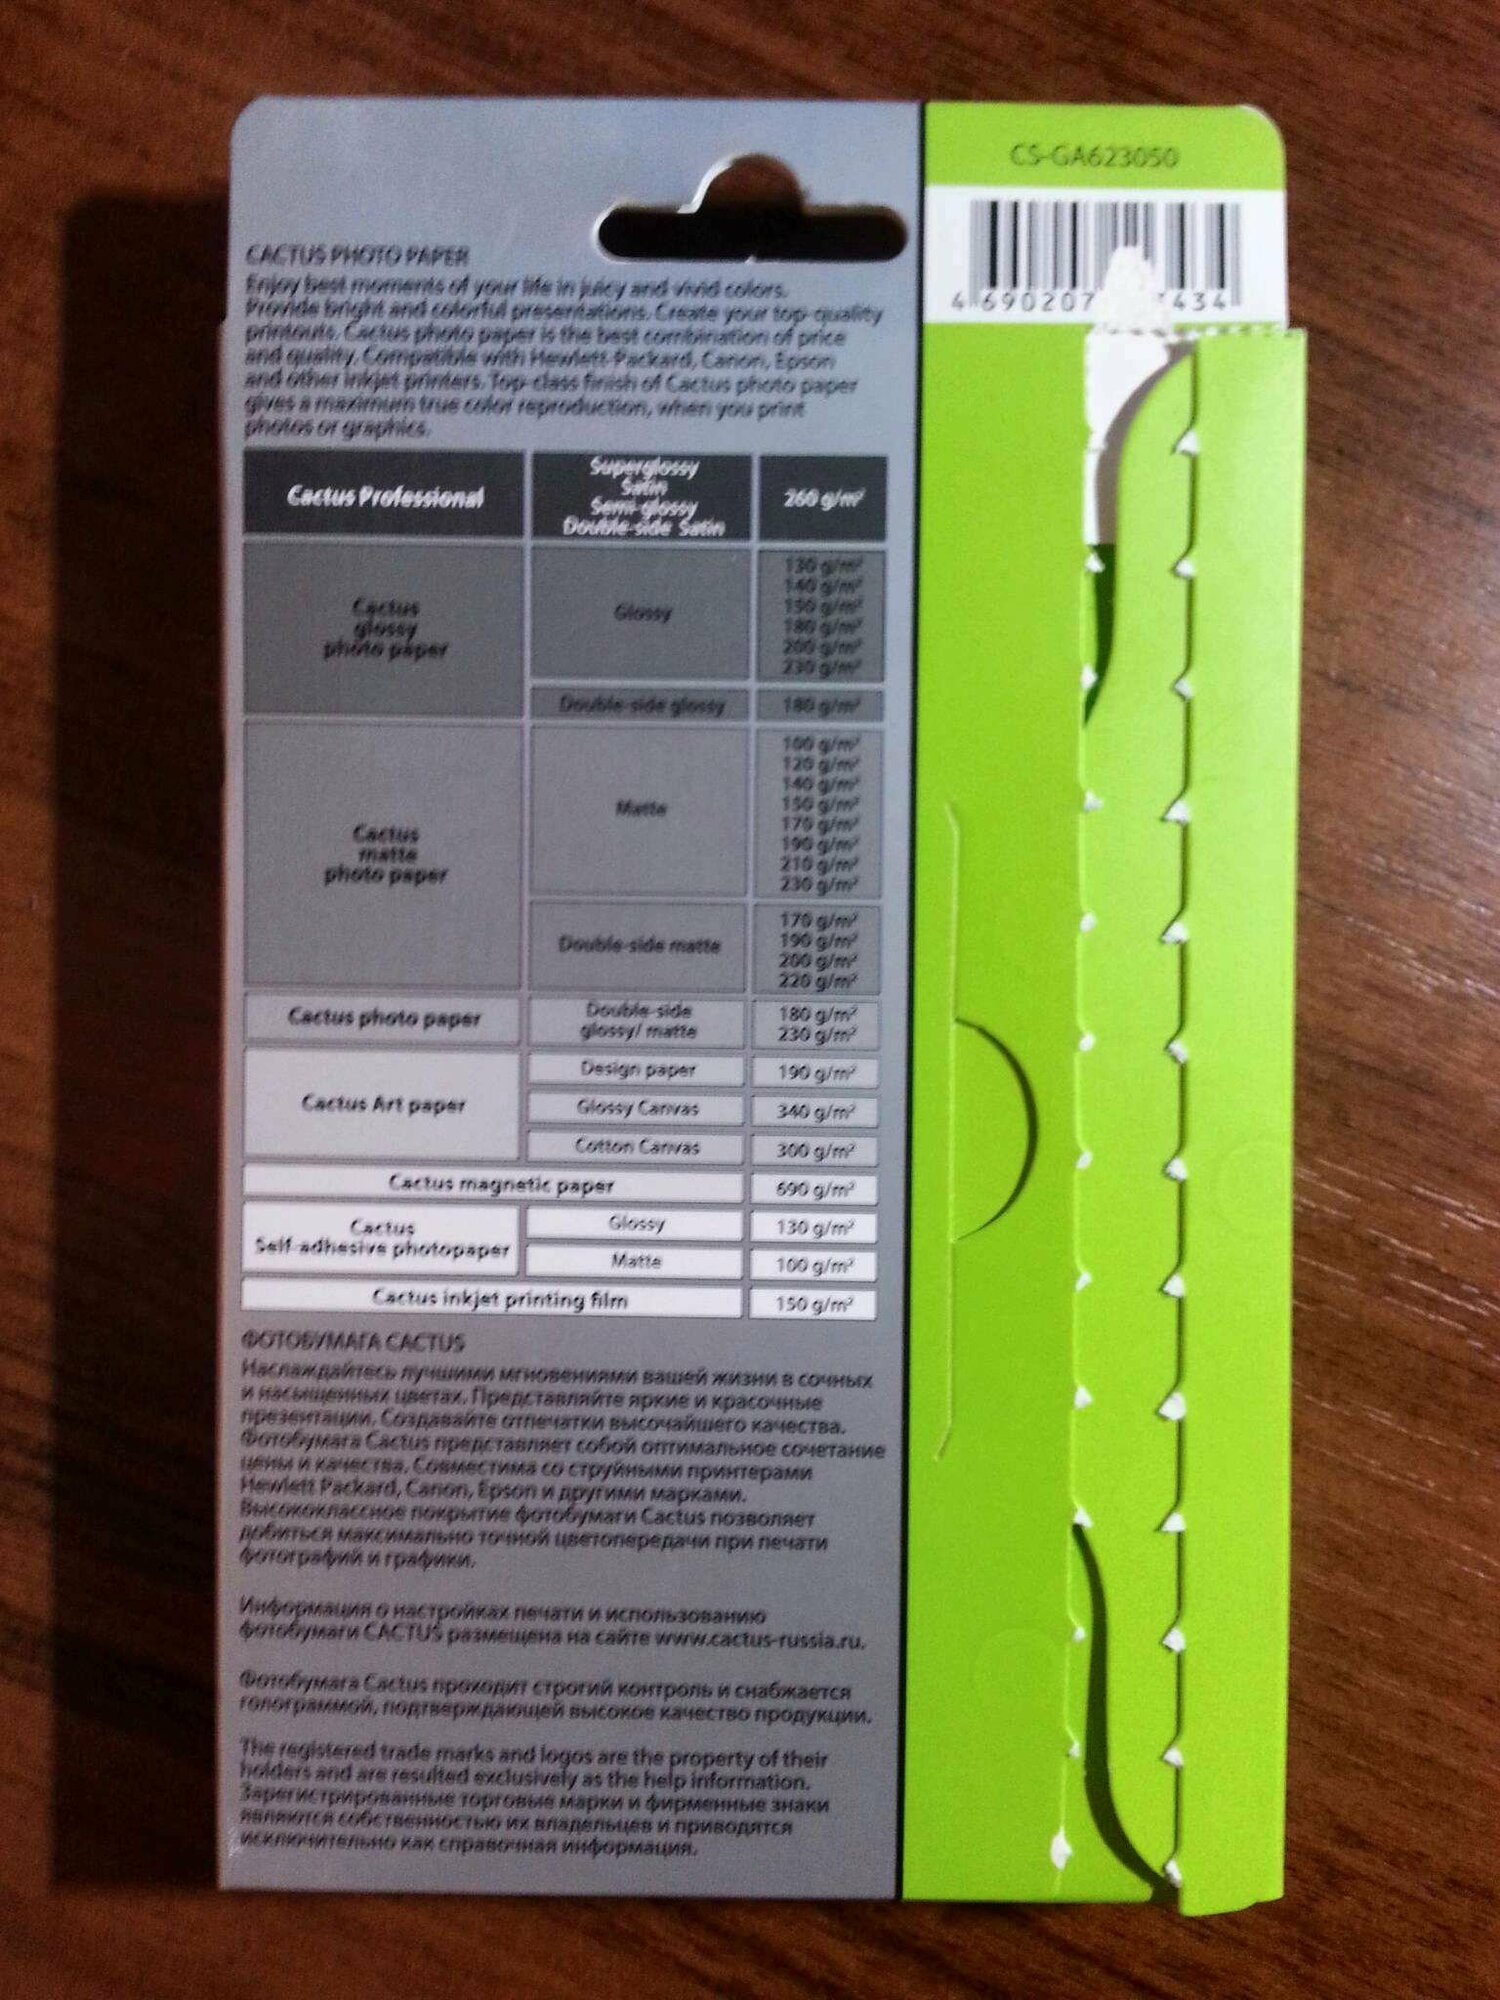 CS-GA623050
4 690207
434
CACTUS PHOTO PAPER
Enjoy best moments of your life in juicy and vivid colors.
Provide bright and colorful presentations. Create your top-quality
printouts. Cactus photo paper is the best combination of price
and quality. Compatible with Hewlett-Packard, Canon, Epson
and other inkjet printers. Top-class finish of Cactus photo paper
gives a maximum true color reproduction, when you print
photos or graphics.
Cactus Professional
Superglossy
Satin
Semi-glossy
Double-side Satin
260 g/m²
Cactus
glossy
photo paper
Glossy
130 g/m²
140 g/m²
150 g/m²
180 g/m²
200 g/m²
230 g/m²
Double-side glossy
180 g/m²
Cactus
matte
photo paper
Matte
100 g/m²
120 g/m²
140 g/m²
150 g/m²
170 g/m²
190 g/m²
210 g/m²
230 g/m²
Double-side matte
170 g/m²
190 g/m²
200 g/m²
220 g/m²
Cactus photo paper
Double-side
glossy/ matte
180 g/m²
230 g/m²
Cactus Art paper
Design paper
190 g/m²
Glossy Canvas
340 g/m²
Cotton Canvas
300 g/m²
Cactus magnetic paper
690 g/m²
Cactus
Self-adhesive photopaper
Glossy
130 g/m²
Matte
100 g/m²
Cactus inkjet printing film
150 g/m²
ФОТОБУМАГА CACTUS
Наслаждайтесь лучшими мгновениями вашей жизни в сочных
и насыщенных цветах. Представляйте яркие и красочные
презентации. Создавайте отпечатки высочайшего качества.
Фотобумага Cactus представляет собой оптимальное сочетание
цены и качества. Совместима со струйными принтерами
Hewlett Packard, Canon, Epson и другими марками.
Высококлассное покрытие фотобумаги Cactus позволяет
добиться максимально точной цветопередачи при печати
фотографий и графики.
Информация о настройках печати и использованию
фотобумаги CACTUS размещена на сайте www.cactus-russia.ru.
Фотобумага Cactus проходит строгий контроль и снабжается
голограммой, подтверждающей высокое качество продукции.
The registered trade marks and logos are the property of their
holders and are resulted exclusively as the help information.
Зарегистрированные торговые марки и фирменные знаки
являются собственностью их владельцев и приводятся
исключительно как справочная информация.